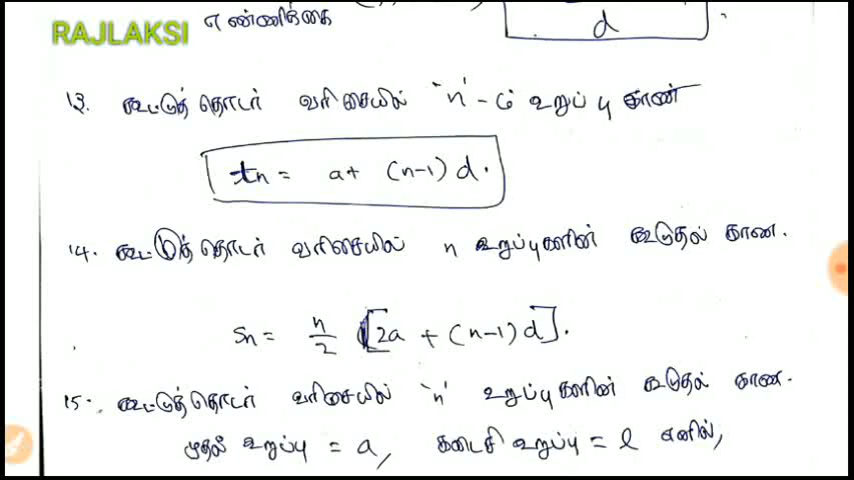 RAJLAKSI
எண்ணிக்கை
d
13. கூட்டுத் தொடர் வரிசையில் 'n' - ம் உறுப்பு காண்
tn = a + (n-1) d.
14. கூட்டுத் தொடர் வரிசையில் n உறுப்புகளின் கூடுதல் காண.
Sn = n/2 [2a + (n-1) d].
15. கூட்டுத் தொடர் வரிசையில் 'n' உறுப்புகளின் கூடுதல் காண.
முதல் உறுப்பு = a, கடைசி உறுப்பு = l எனில்,